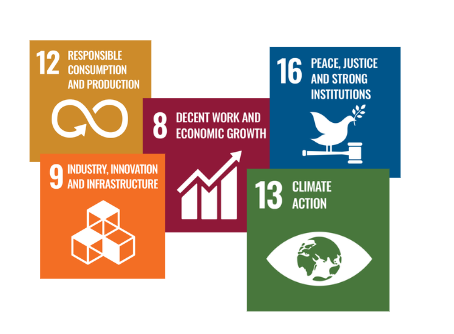 12 RESPONSIBLE
CONSUMPTION
AND PRODUCTION
16 PEACE, JUSTICE
AND STRONG
INSTITUTIONS
8 DECENT WORK AND
ECONOMIC GROWTH
9 INDUSTRY, INNOVATION
AND INFRASTRUCTURE
13 CLIMATE
ACTION